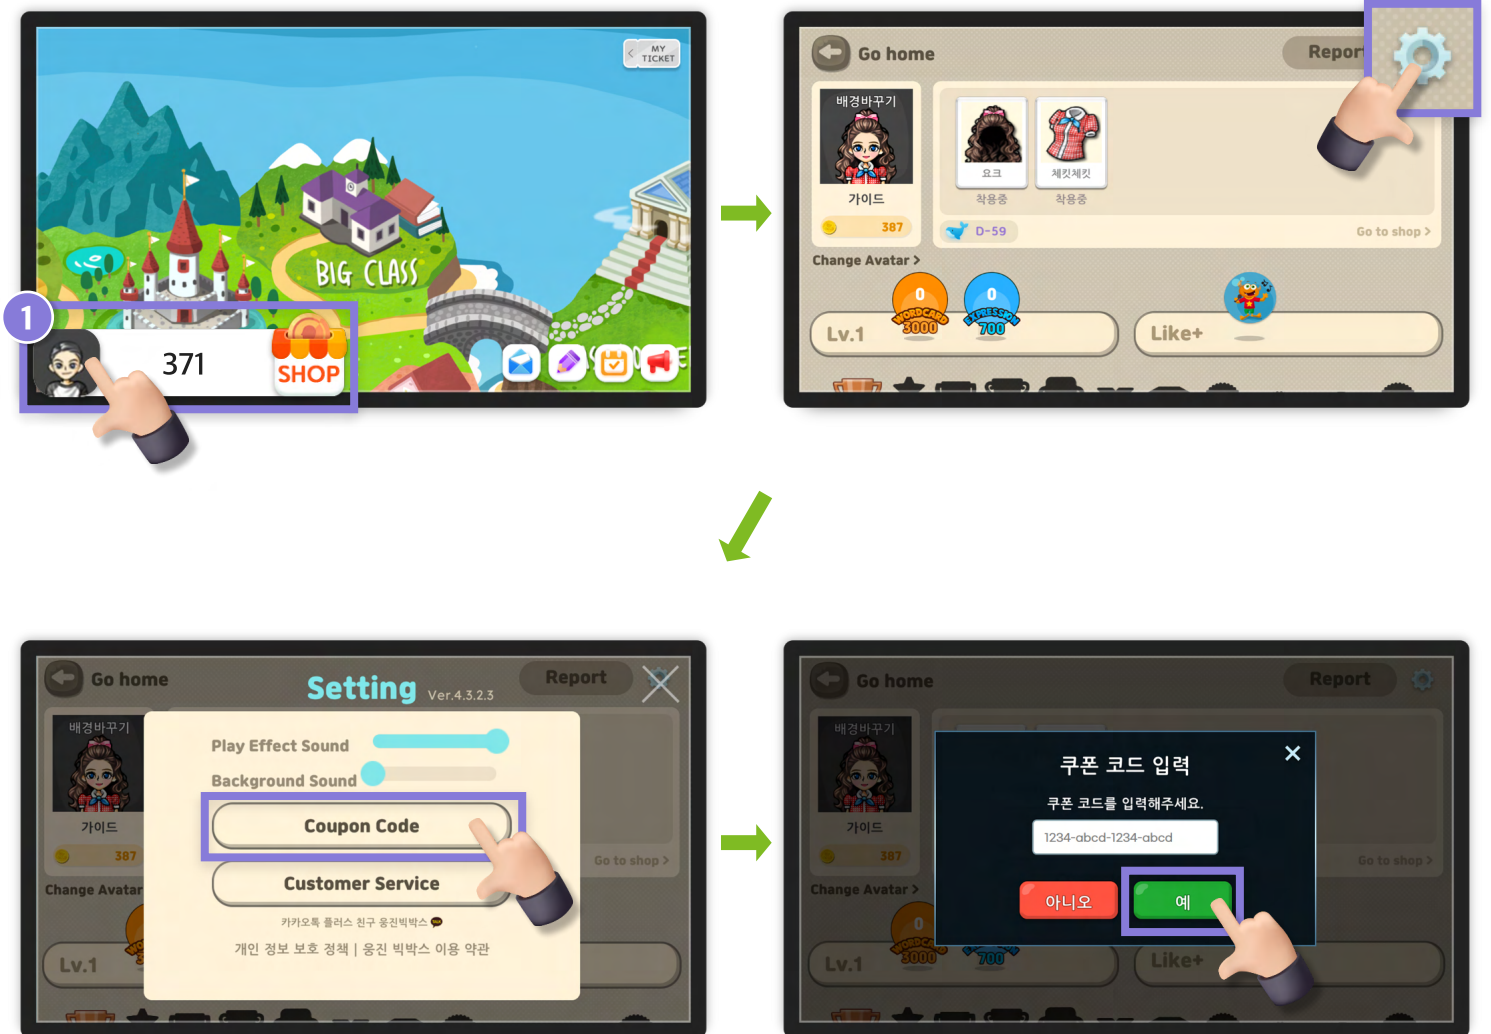 MY
TICKET
BIG CLASS
1
371
SHOP
Go home
Report
배경바꾸기
요크
체킷체킷
가이드
착용중
착용중
387
D-59
Go to shop >
Change Avatar >
0
WORDCARD
3000
0
EXPRESSION
700
Lv.1
Like+
Go home
Setting Ver.4.3.2.3
Report
배경바꾸기
Play Effect Sound
Background Sound
가이드
Coupon Code
387
Go to shop >
Customer Service
Change Avatar
카카오톡 플러스 친구 웅진빅박스
개인 정보 보호 정책 | 웅진 빅박스 이용 약관
Lv.1
Go home
Report
배경바꾸기
쿠폰 코드 입력
쿠폰 코드를 입력해주세요.
1234-abcd-1234-abcd
가이드
387
Go to shop >
Change Avatar >
아니오
예
0
WORDCARD
3000
700
Lv.1
Like+